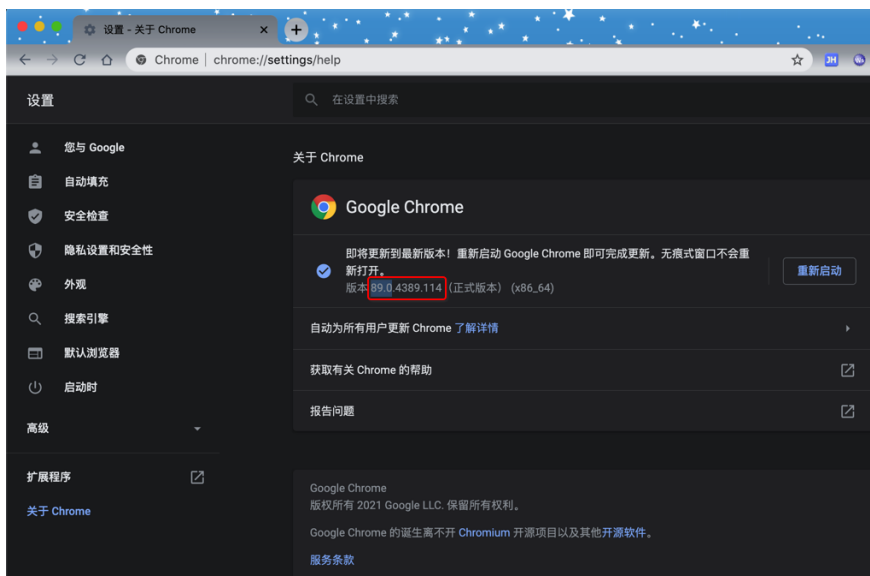 设置 - 关于 Chrome
Chrome | chrome://settings/help
JH
设置
在设置中搜索
您与 Google
自动填充
安全检查
隐私设置和安全性
外观
搜索引擎
默认浏览器
启动时
高级
扩展程序
关于 Chrome
关于 Chrome
Google Chrome
即将更新到最新版本！重新启动 Google Chrome 即可完成更新。无痕式窗口不会重
新打开。
版本 89.0.4389.114（正式版本） (x86_64)
重新启动
自动为所有用户更新 Chrome 了解详情
获取有关 Chrome 的帮助
报告问题
Google Chrome
版权所有 2021 Google LLC. 保留所有权利。
Google Chrome 的诞生离不开 Chromium 开源项目以及其他开源软件。
服务条款